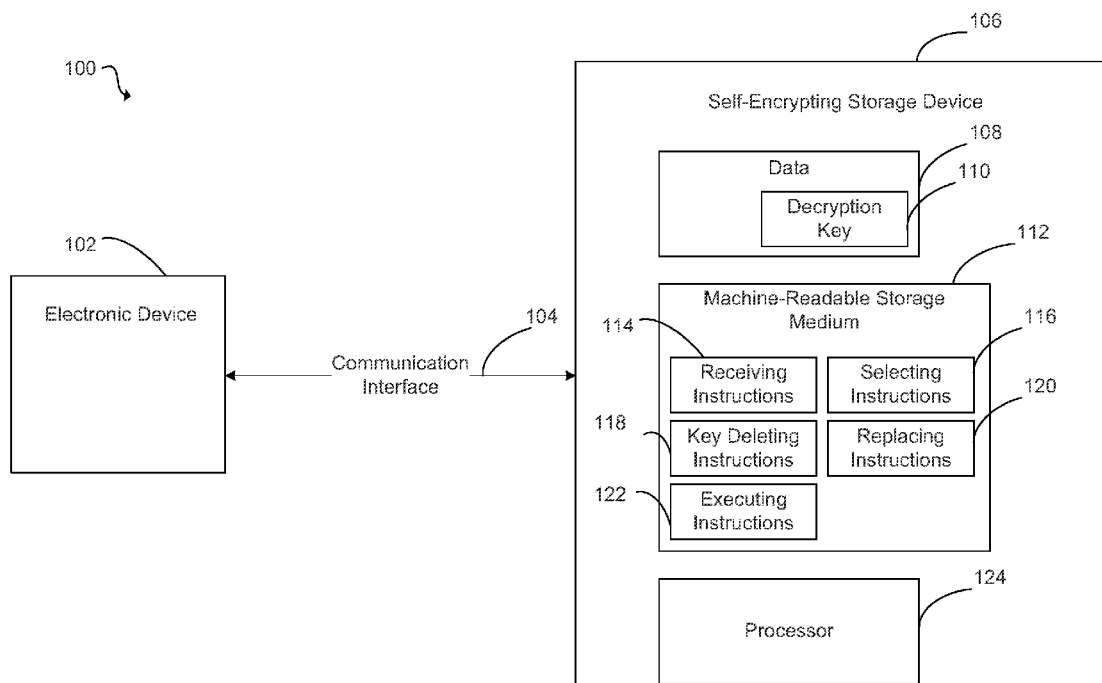 106
100
Self-Encrypting Storage Device
108
Data
110
Decryption
Key
102
112
Electronic Device
Machine-Readable Storage
Medium
104
114
116
Communication
Interface
Receiving
Instructions
Selecting
Instructions
120
118
Key Deleting
Instructions
Replacing
Instructions
122
Executing
Instructions
124
Processor